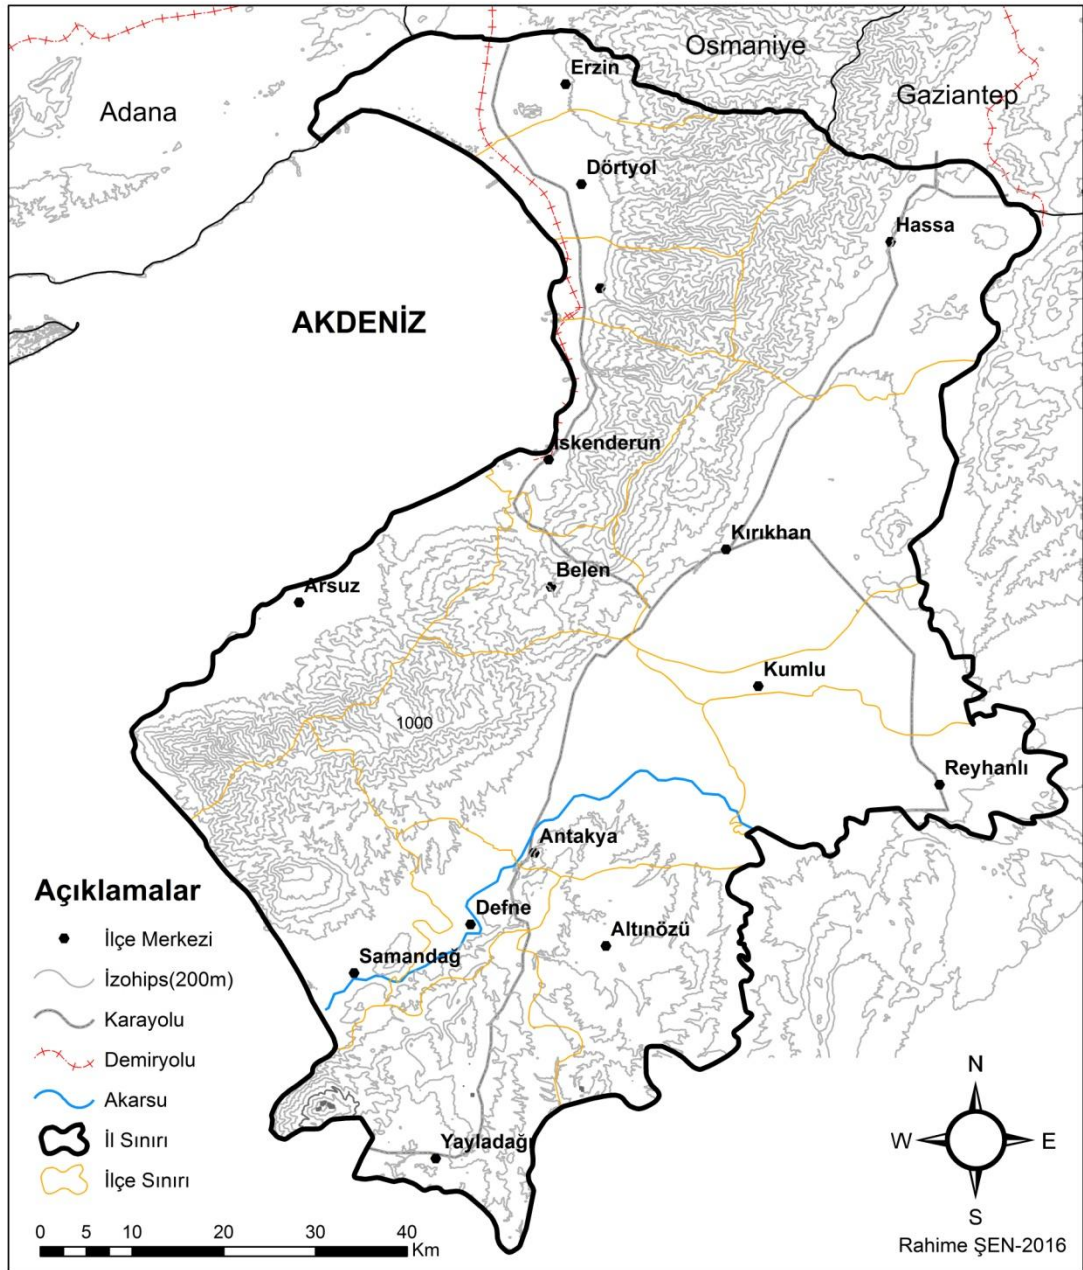 Osmaniye
Erzin
Gaziantep
Adana
Dörtyol
Hassa
AKDENİZ
İskenderun
Kırıkhan
Belen
Arsuz
Kumlu
1000
Reyhanlı
Antakya
Açıklamalar
Defne
Altınözü
İlçe Merkezi
Samandağ
İzohips(200m)
Karayolu
Demiryolu
Akarsu
İl Sınırı
İlçe Sınırı
Yayladağı
N
W E
S
0 5 10 20 30 40
Km
Rahime ŞEN-2016